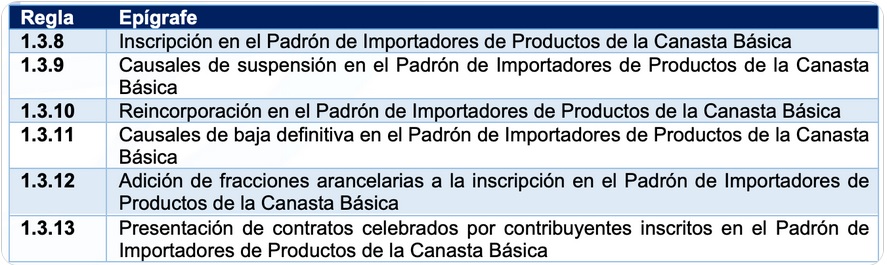 Regla Epígrafe
1.3.8 Inscripción en el Padrón de Importadores de Productos de la Canasta Básica
1.3.9 Causales de suspensión en el Padrón de Importadores de Productos de la Canasta
Básica
1.3.10 Reincorporación en el Padrón de Importadores de Productos de la Canasta Básica
1.3.11 Causales de baja definitiva en el Padrón de Importadores de Productos de la Canasta
Básica
1.3.12 Adición de fracciones arancelarias a la inscripción en el Padrón de Importadores de
Productos de la Canasta Básica
1.3.13 Presentación de contratos celebrados por contribuyentes inscritos en el Padrón de
Importadores de Productos de la Canasta Básica